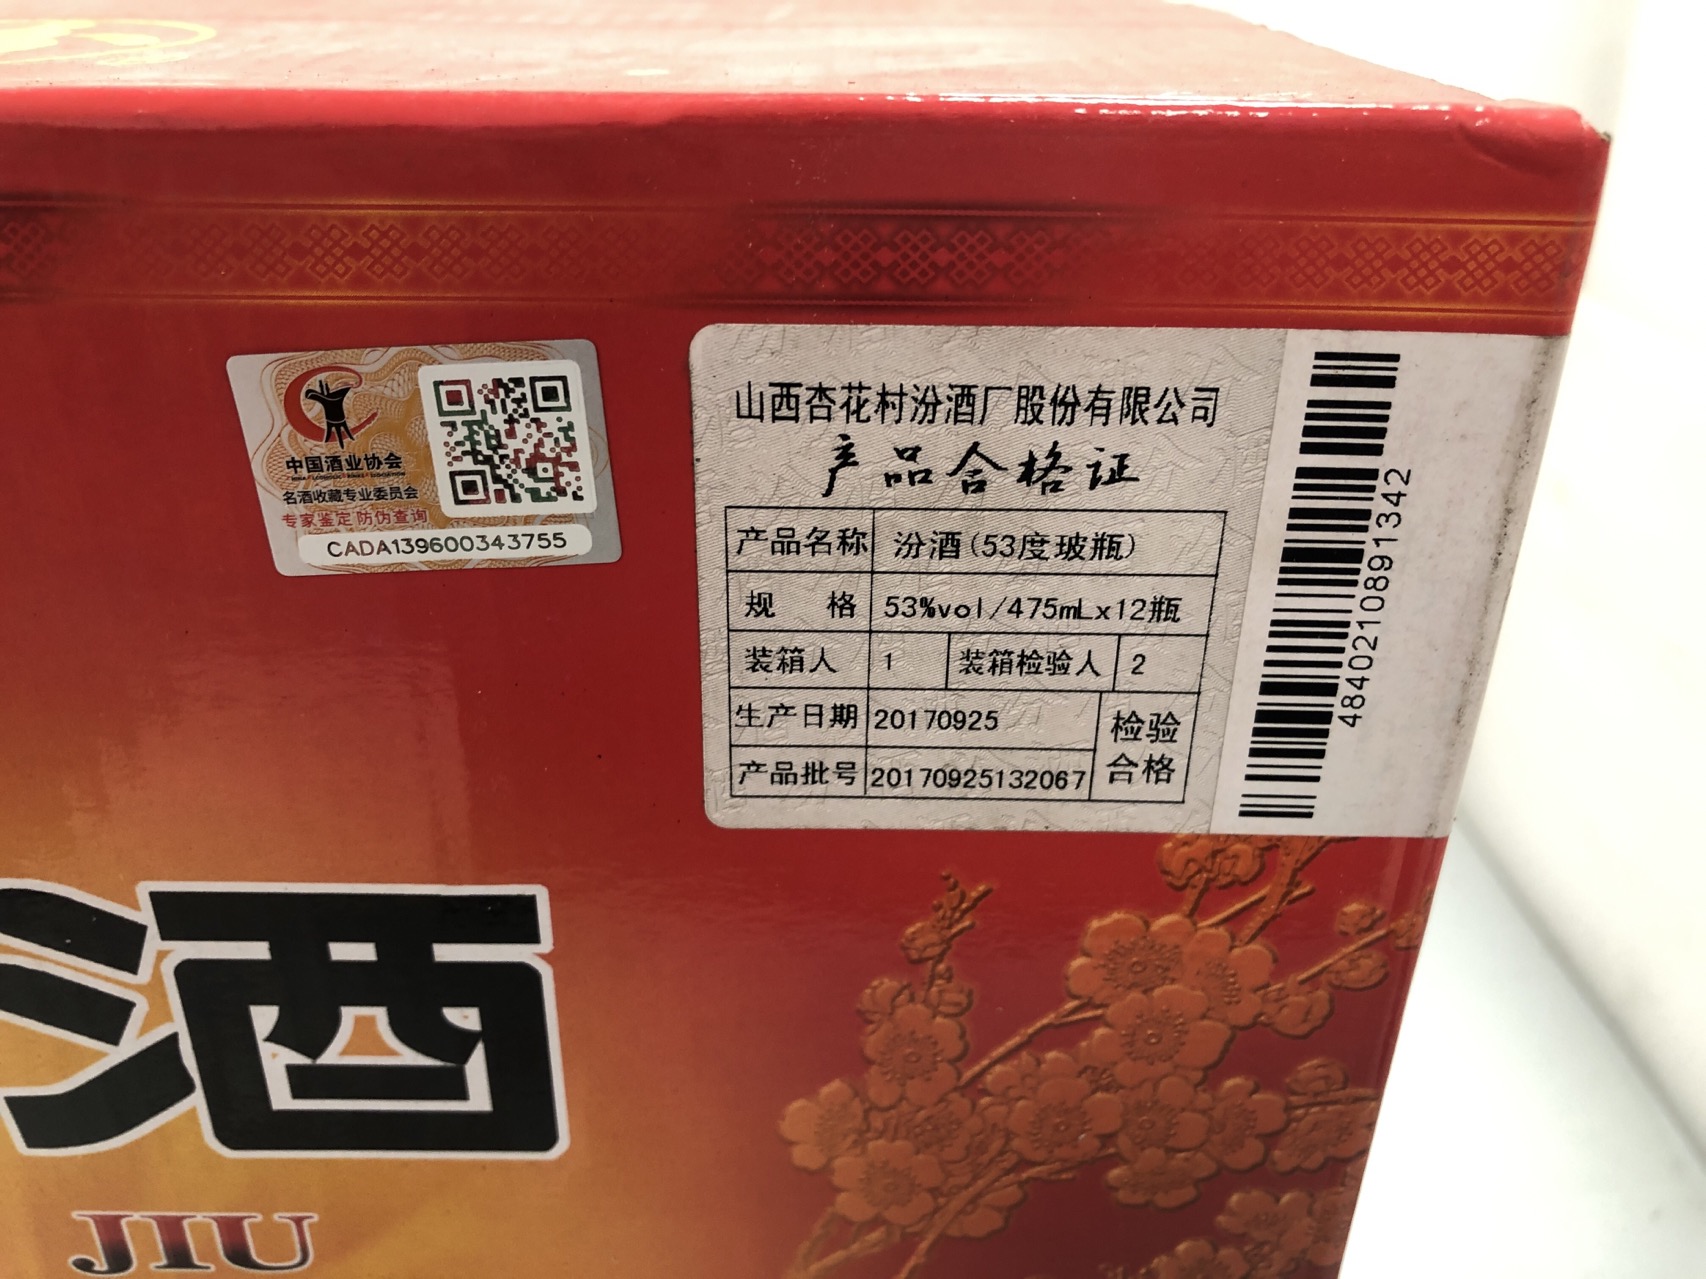 中国酒业协会
名酒收藏专业委员会
专家鉴定 防伪查询
CADA139600343755
山西杏花村汾酒厂股份有限公司
产品合格证
产品名称 汾酒(53度玻瓶)
规 格 53%vol/475mLx12瓶
装箱人 1 装箱检验人 2
生产日期 20170925
产品批号 20170925132067
检验
合格
4840210891342
酒
JIU